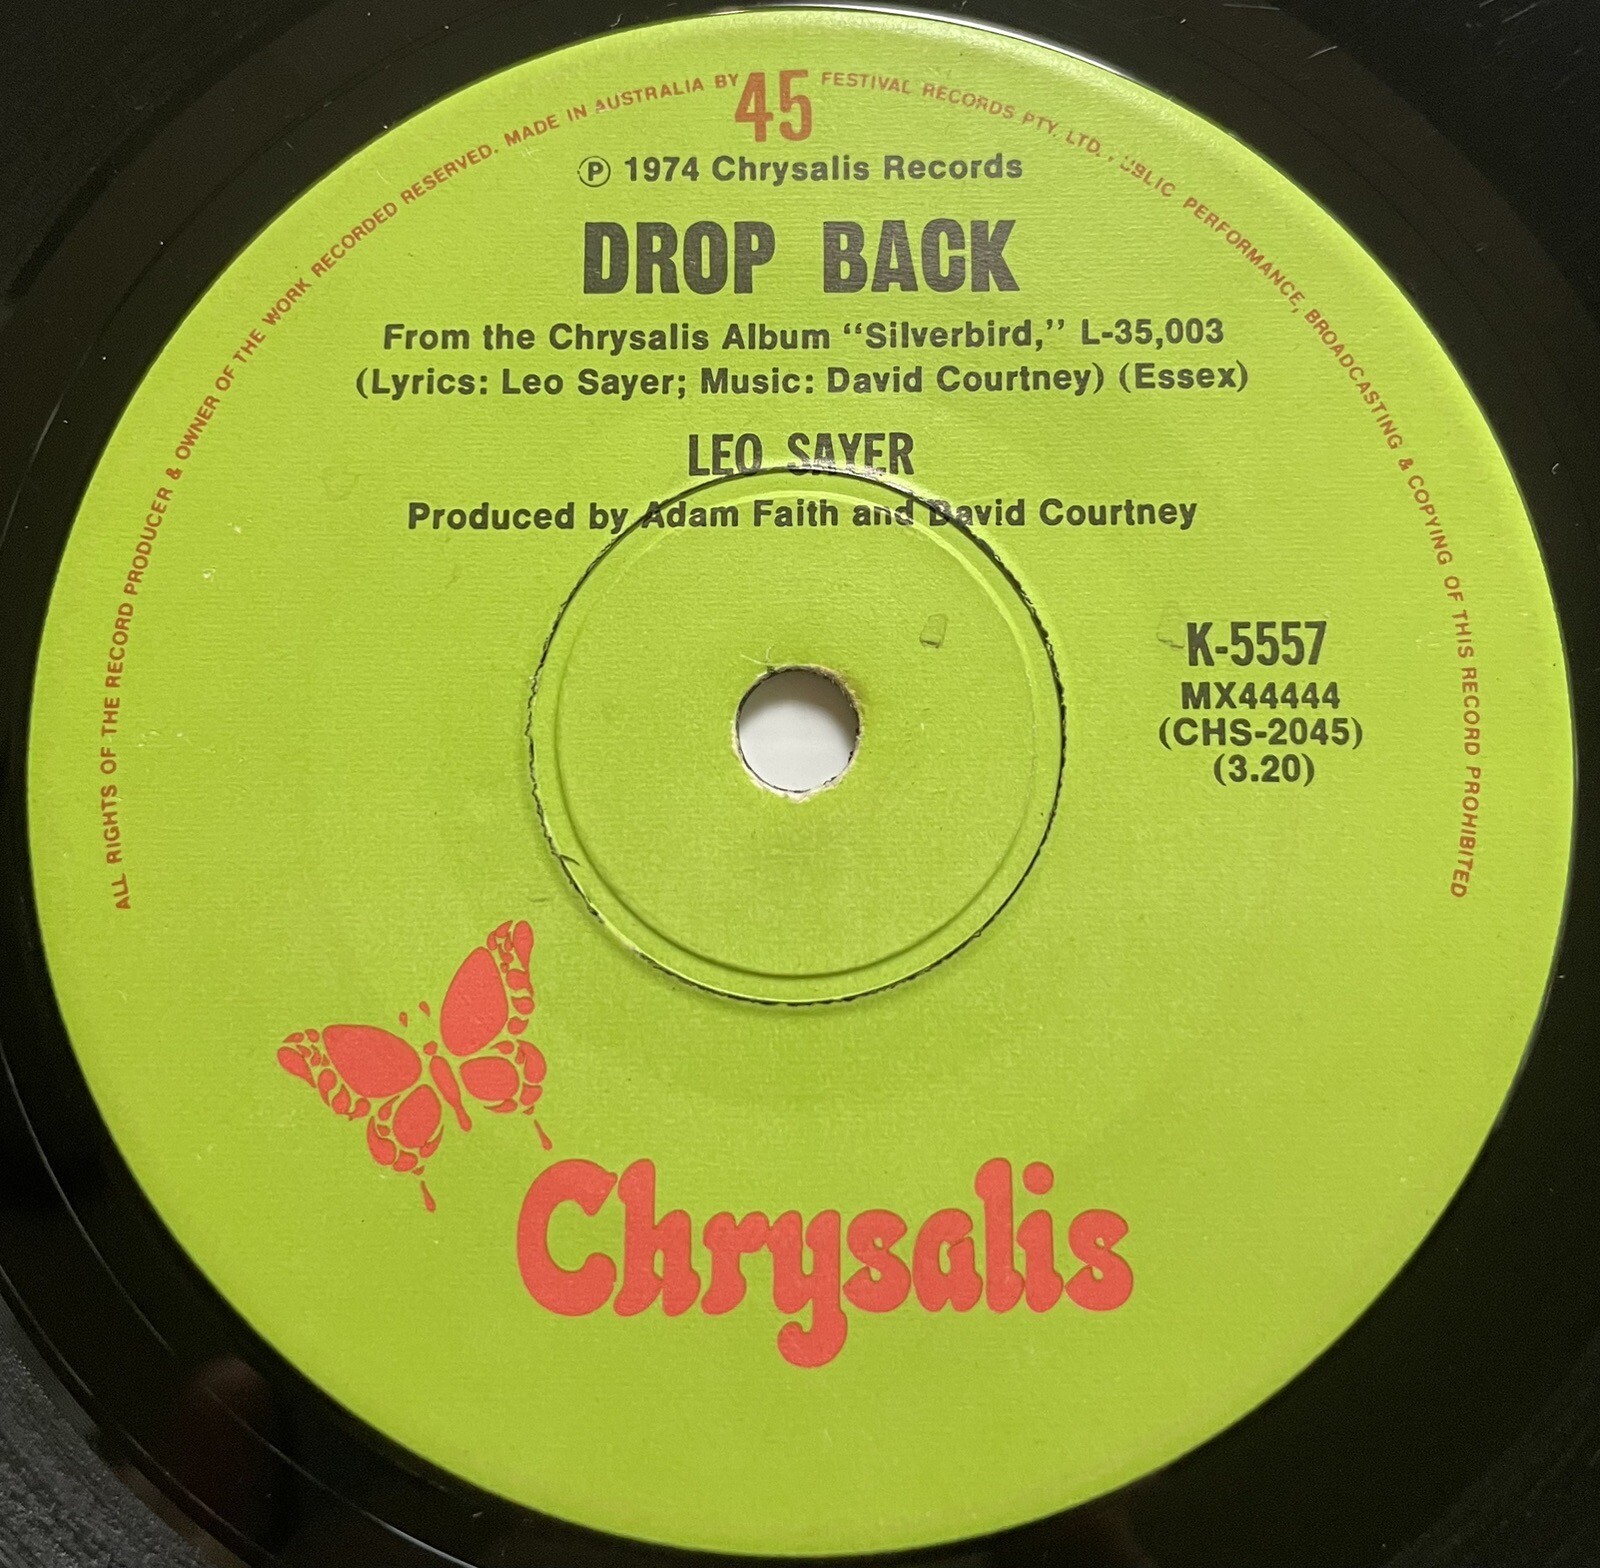 ALL RIGHTS OF THE RECORD PRODUCER & OWNER OF THE WORK RECORDED RESERVED. MADE IN AUSTRALIA BY FESTIVAL RECORDS PTY. LTD. PERFORMANCE, BROADCASTING & COPYING OF THIS RECORD PROHIBITED
45
Ⓟ 1974 Chrysalis Records
DROP BACK
From the Chrysalis Album “Silverbird,” L-35,003
(Lyrics: Leo Sayer; Music: David Courtney) (Essex)
LEO SAYER
Produced by Adam Faith and David Courtney
K-5557
MX44444
(CHS-2045)
(3.20)
Chrysalis